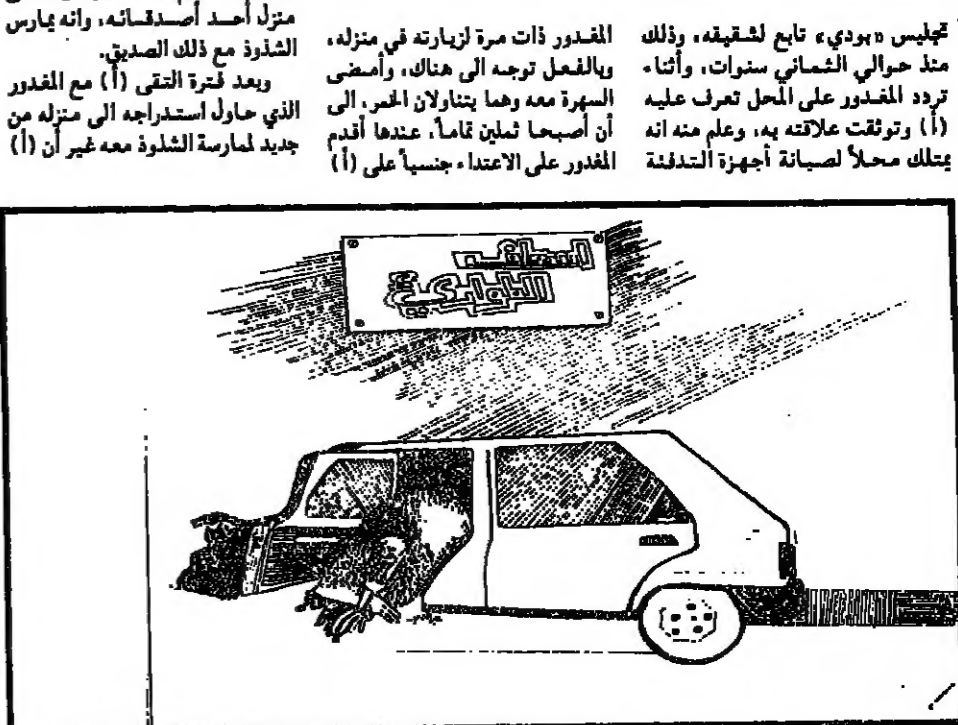 تجليس «بودي» تابع لشقيقه، وذلك
منذ حوالي الثماني سنوات، وأثناء
تردد المغدور على المحل تعرف عليه
(أ) وتوثقت علاقته به، وعلم منه انه
يمتلك محلاً لصيانة أجهزة التدفئة
المغدور ذات مرة لزيارته في منزله،
وبالفعل توجه الى هناك، وأمضى
السهرة معه وهما يتناولان الخمر، الى
أن أصبحا ثملين تماماً، عندها أقدم
المغدور على الاعتداء جنسياً على (أ)
منزل أحد أصدقائه، وانه يمارس
الشذوذ مع ذلك الصديق.
وبعد فترة التقى (أ) مع المغدور
الذي حاول استدراجه الى منزله من
جديد لممارسة الشذوذ معه غير أن (أ)